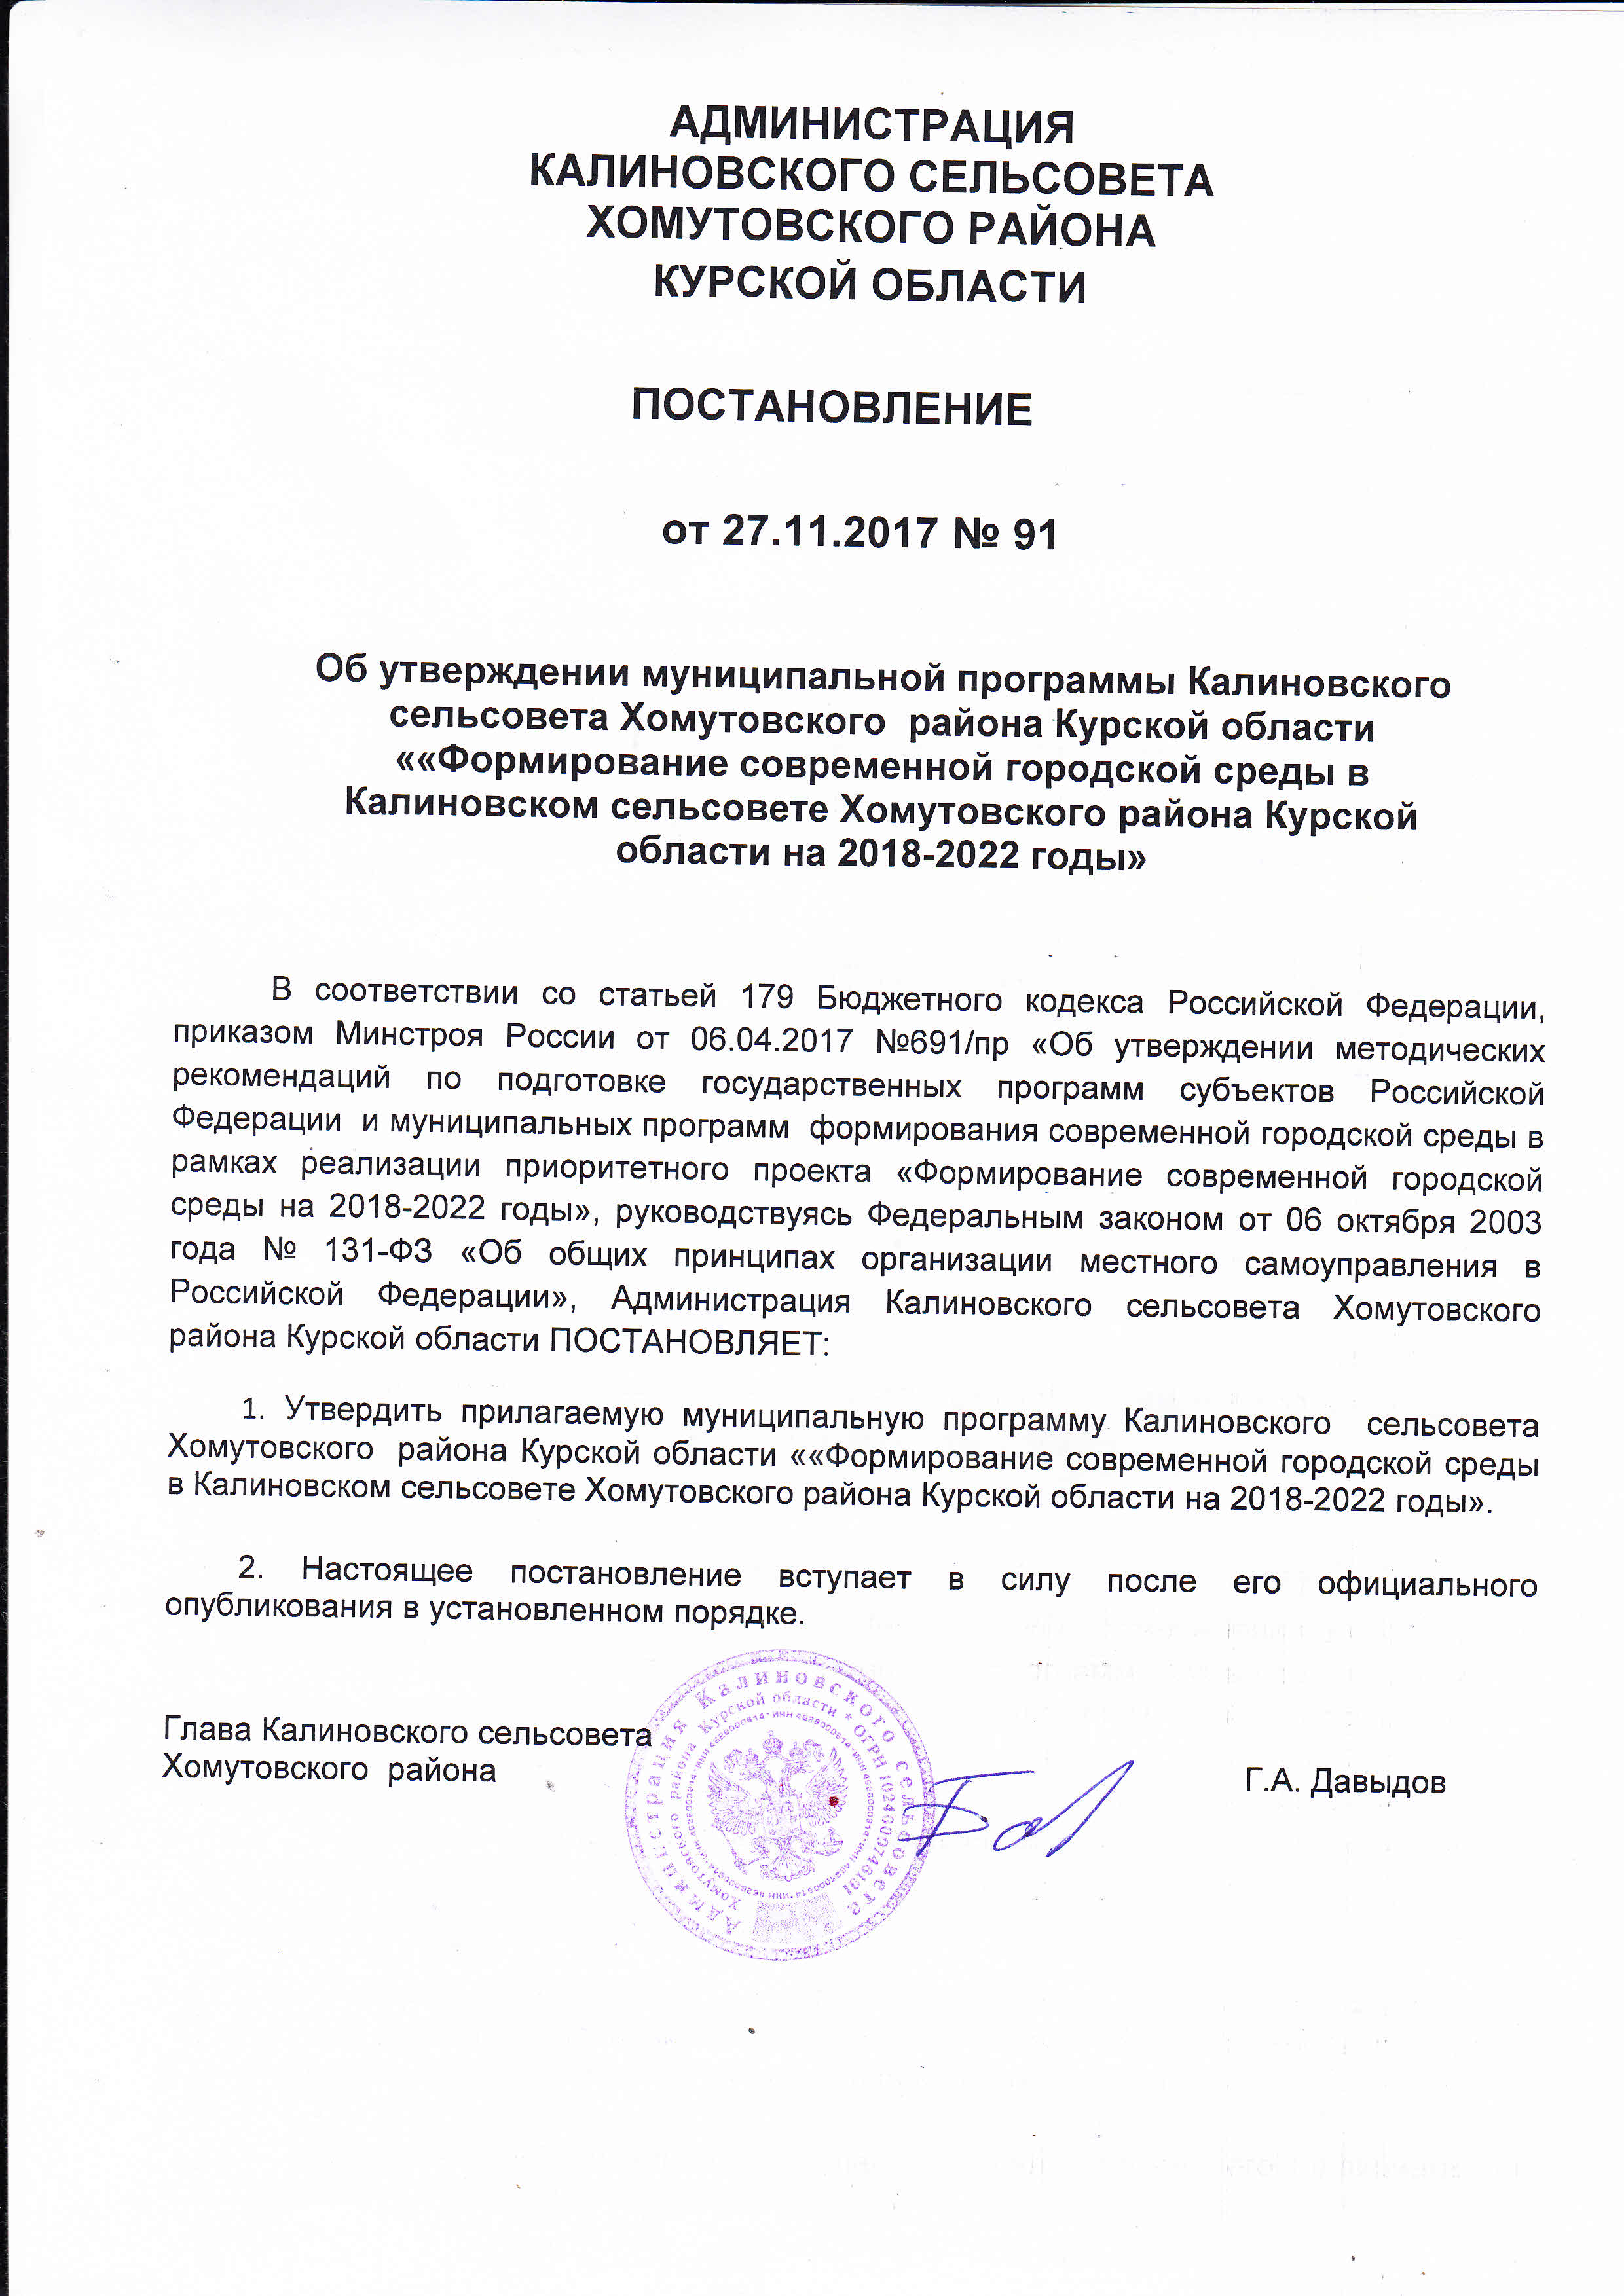 АДМИНИСТРАЦИЯ
КАЛИНОВСКОГО СЕЛЬСОВЕТА
ХОМУТОВСКОГО РАЙОНА
КУРСКОЙ ОБЛАСТИ
ПОСТАНОВЛЕНИЕ
от 27.11.2017 № 91
Об утверждении муниципальной программы Калиновского
сельсовета Хомутовского района Курской области
««Формирование современной городской среды в
Калиновском сельсовете Хомутовского района Курской
области на 2018-2022 годы»
В соответствии со статьей 179 Бюджетного кодекса Российской Федерации,
приказом Минстроя России от 06.04.2017 №691/пр «Об утверждении методических
рекомендаций по подготовке государственных программ субъектов Российской
Федерации и муниципальных программ формирования современной городской среды в
рамках реализации приоритетного проекта «Формирование современной городской
среды на 2018-2022 годы», руководствуясь Федеральным законом от 06 октября 2003
года № 131-ФЗ «Об общих принципах организации местного самоуправления в
Российской Федерации», Администрация Калиновского сельсовета Хомутовского
района Курской области ПОСТАНОВЛЯЕТ:
1. Утвердить прилагаемую муниципальную программу Калиновского сельсовета
Хомутовского района Курской области ««Формирование современной городской среды
в Калиновском сельсовете Хомутовского района Курской области на 2018-2022 годы».
2. Настоящее постановление вступает в силу после его официального
опубликования в установленном порядке.
Глава Калиновского сельсовета
Хомутовского района
Г.А. Давыдов
Администрация Калиновского сельсовета
Хомутовского района Курской области * ОГРН